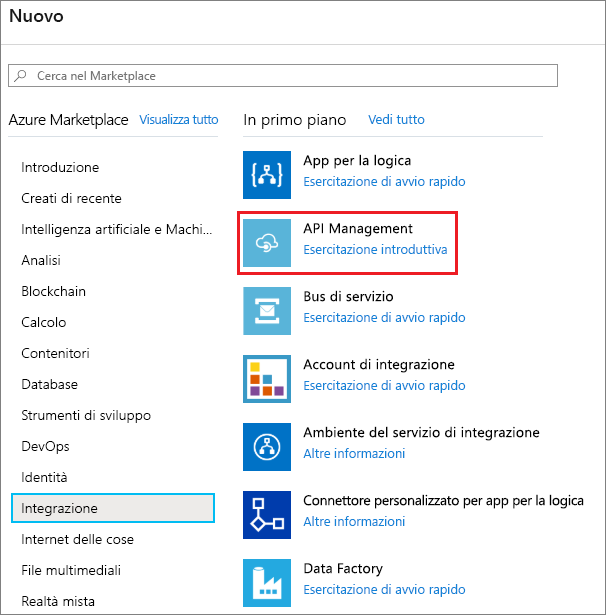 Nuovo
Cerca nel Marketplace
Azure Marketplace Visualizza tutto
Introduzione
Creati di recente
Intelligenza artificiale e Machi...
Analisi
Blockchain
Calcolo
Contenitori
Database
Strumenti di sviluppo
DevOps
Identità
Integrazione
Internet delle cose
File multimediali
Realtà mista
In primo piano Vedi tutto
App per la logica
Esercitazione di avvio rapido
API Management
Esercitazione introduttiva
Bus di servizio
Esercitazione di avvio rapido
Account di integrazione
Esercitazione di avvio rapido
Ambiente del servizio di integrazione
Altre informazioni
Connettore personalizzato per app per la logica
Altre informazioni
Data Factory
Esercitazione di avvio rapido